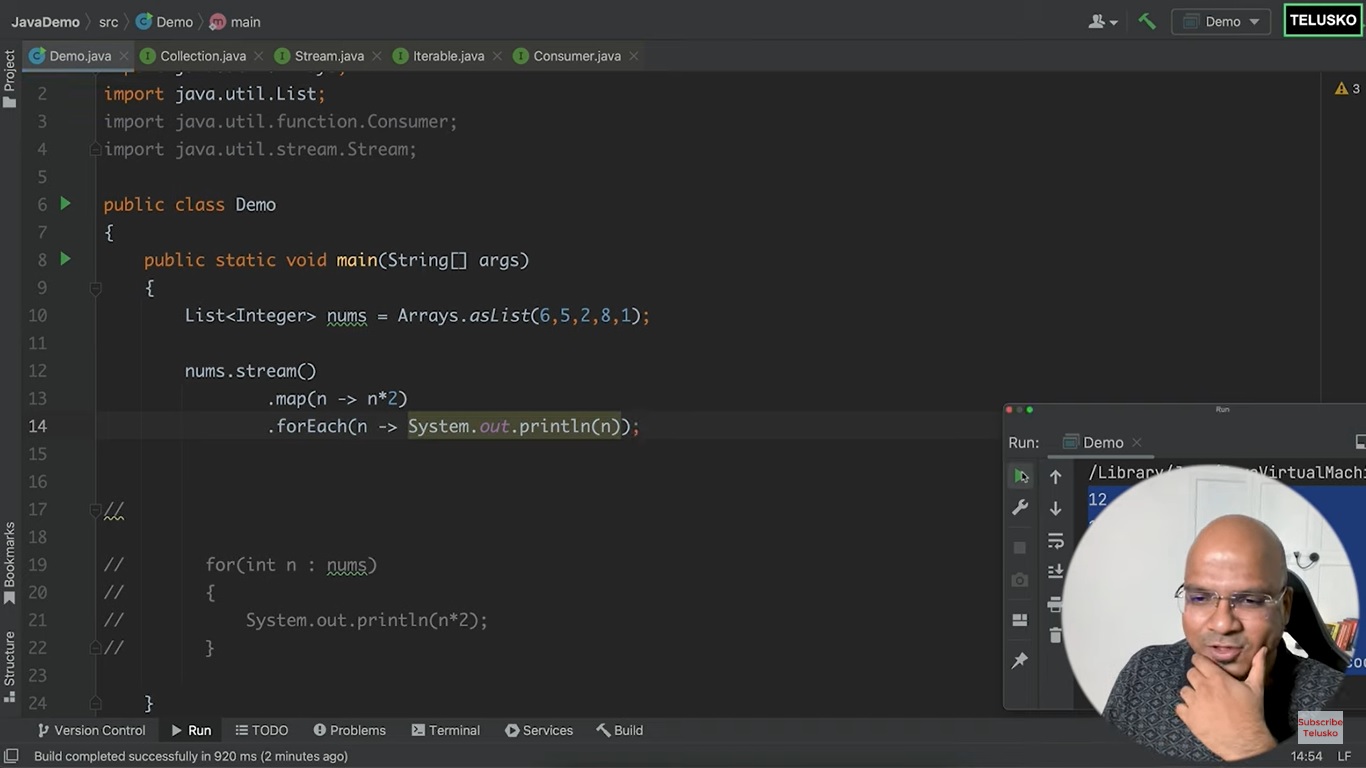 JavaDemo src Demo main
Demo TELUSKO
Demo.java Collection.java Stream.java Iterable.java Consumer.java
Project
2 import java.util.List;
3 import java.util.function.Consumer;
4 import java.util.stream.Stream;
5
6 public class Demo
7 {
8 public static void main(String[] args)
9 {
10 List<Integer> nums = Arrays.asList(6,5,2,8,1);
11
12 nums.stream()
13 .map(n -> n*2)
14 .forEach(n -> System.out.println(n));
15
16
17 //
18
19 // for(int n : nums)
20 // {
21 // System.out.println(n*2);
22 // }
23
24 }
3
Run
Run: Demo
12
Bookmarks
Structure
Subscribe
Telusko
Version Control Run TODO Problems Terminal Services Build
Build completed successfully in 920 ms (2 minutes ago) 14:54 LF